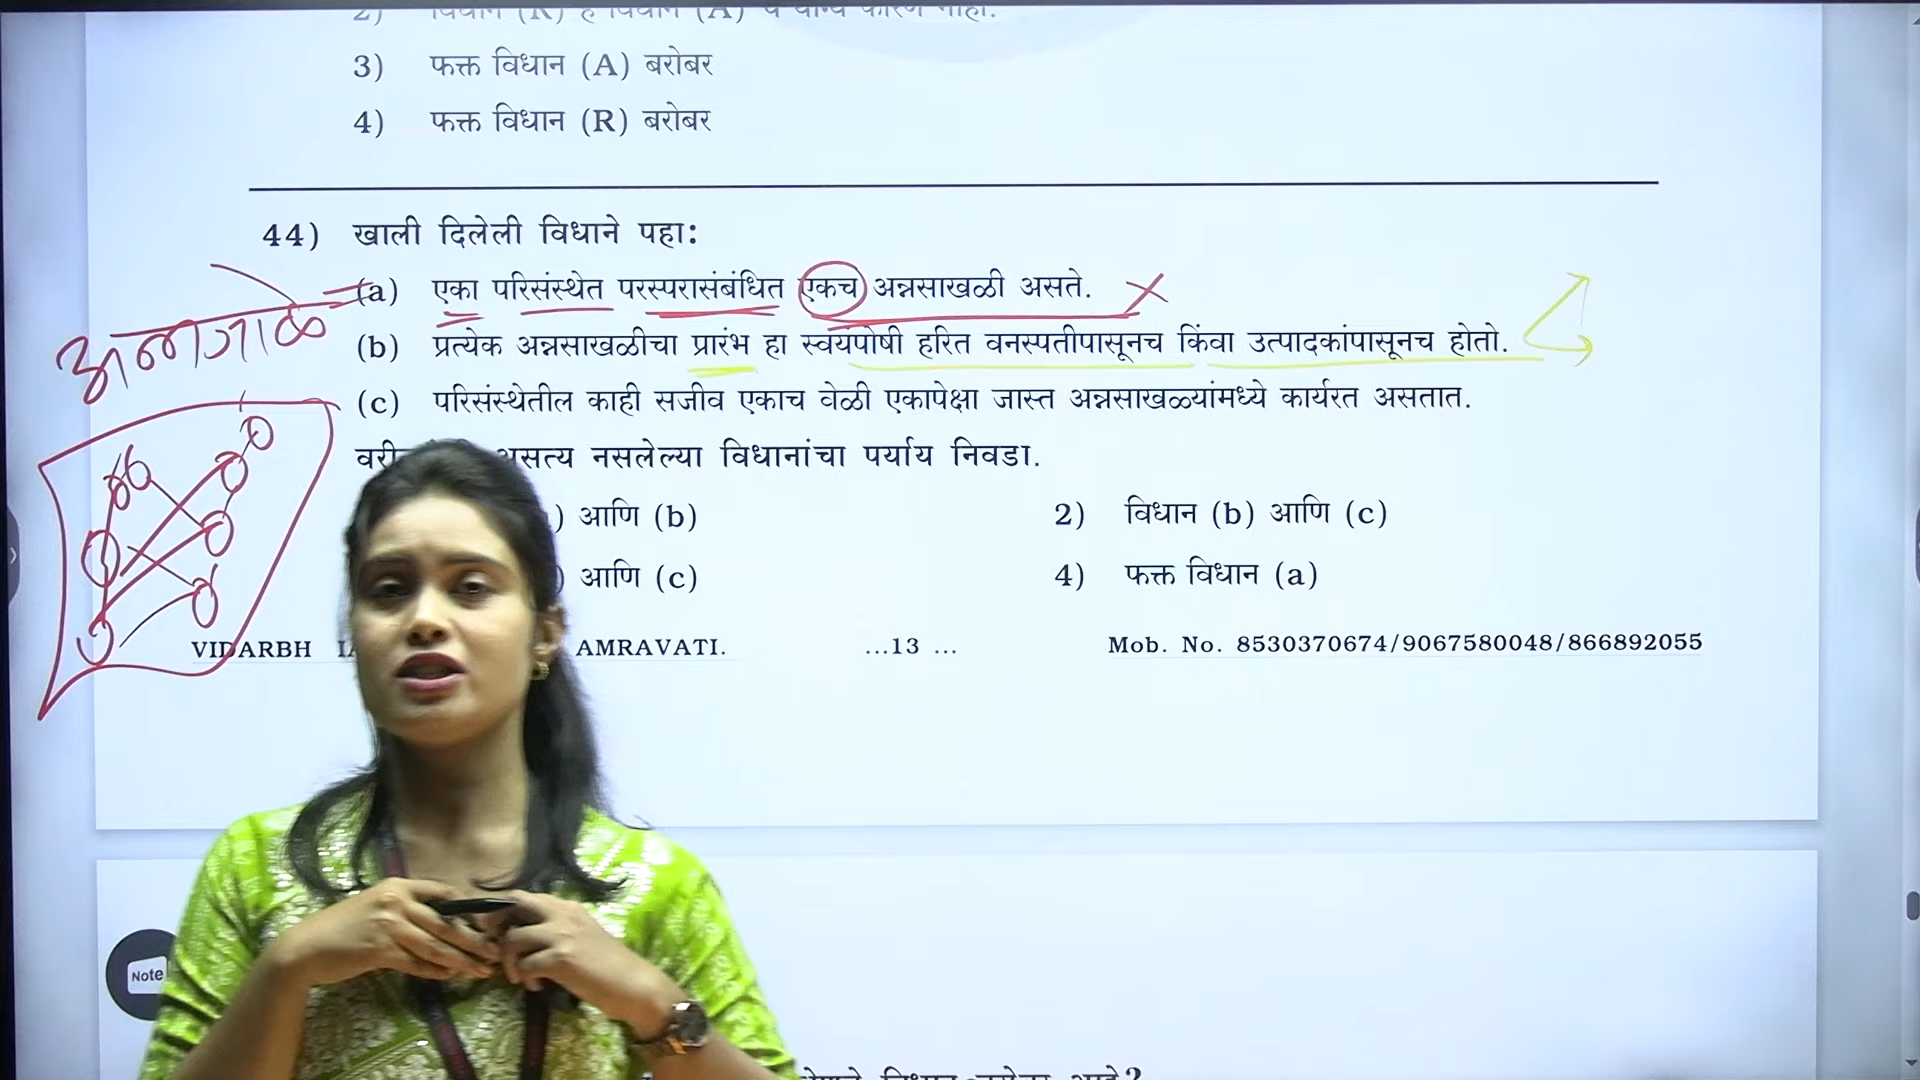 3) फक्त विधान (A) बरोबर
4) फक्त विधान (R) बरोबर
44) खाली दिलेली विधाने पहा:
(a) एका परिसंस्थेत परस्परासंबंधित एकच अन्नसाखळी असते.
अन्नजाळे
(b) प्रत्येक अन्नसाखळीचा प्रारंभ हा स्वयंपोषी हरित वनस्पतीपासूनच किंवा उत्पादकांपासूनच होतो.
(c) परिसंस्थेतील काही सजीव एकाच वेळी एकापेक्षा जास्त अन्नसाखळ्यांमध्ये कार्यरत असतात.
असत्य नसलेल्या विधानांचा पर्याय निवडा.
) आणि (b) 2) विधान (b) आणि (c)
) आणि (c) 4) फक्त विधान (a)
VIDARBH AMRAVATI. ...13 ... Mob. No. 8530370674/9067580048/866892055
Note